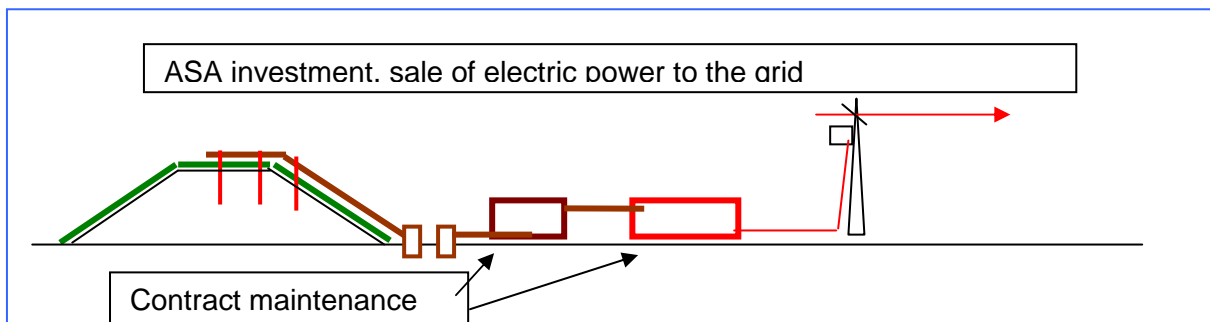 ASA investment, sale of electric power to the grid
Contract maintenance